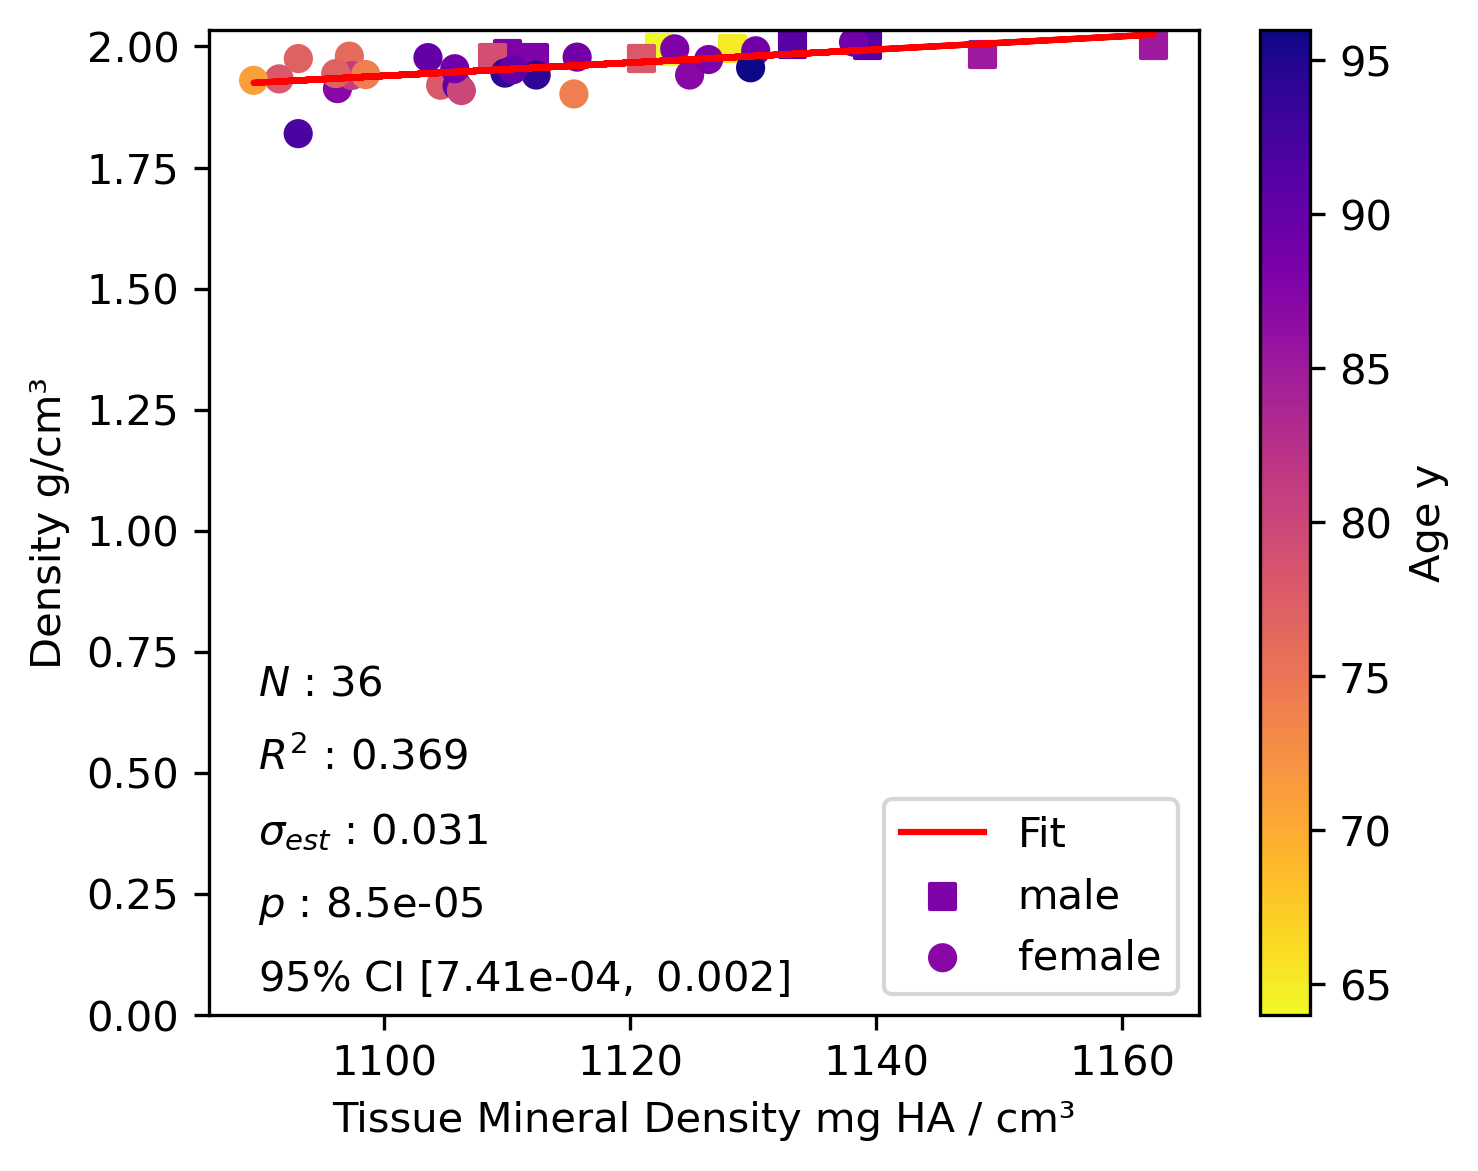 2.00
1.75
1.50
1.25
1.00
0.75
0.50
0.25
0.00
Density g/cm³
N : 36
R² : 0.369
σₑₛₜ : 0.031
p : 8.5e-05
95% CI [7.41e-04, 0.002]
Fit
male
female
1100 1120 1140 1160
Tissue Mineral Density mg HA / cm³
95
90
85
80
75
70
65
Age y